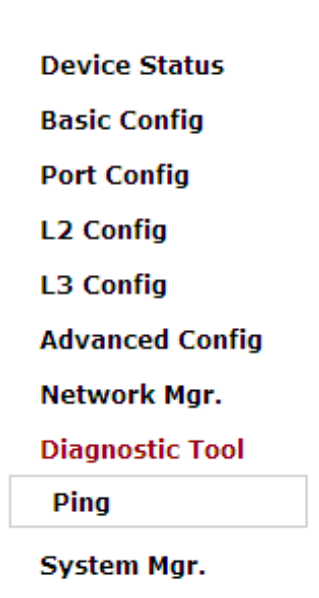 Device Status
Basic Config
Port Config
L2 Config
L3 Config
Advanced Config
Network Mgr.
Diagnostic Tool
Ping
System Mgr.